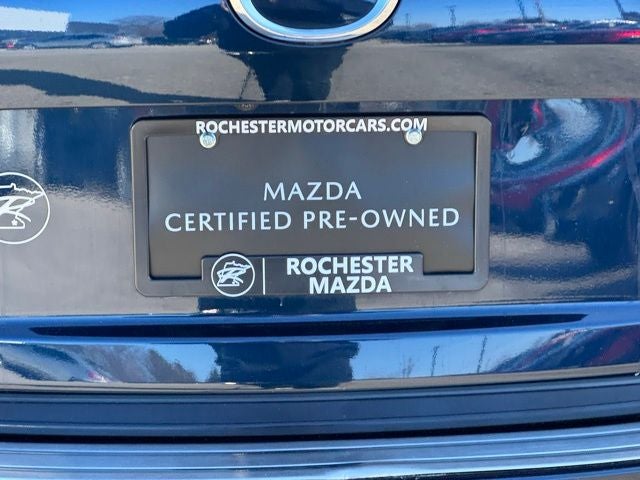 ROCHESTERMOTORCARS.COM
MAZDA
CERTIFIED PRE-OWNED
ROCHESTER
MAZDA